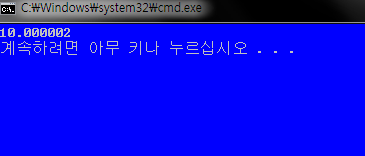 C:₩Windows₩system32₩cmd.exe
10.000002
계속하려면 아무 키나 누르십시오 . . .